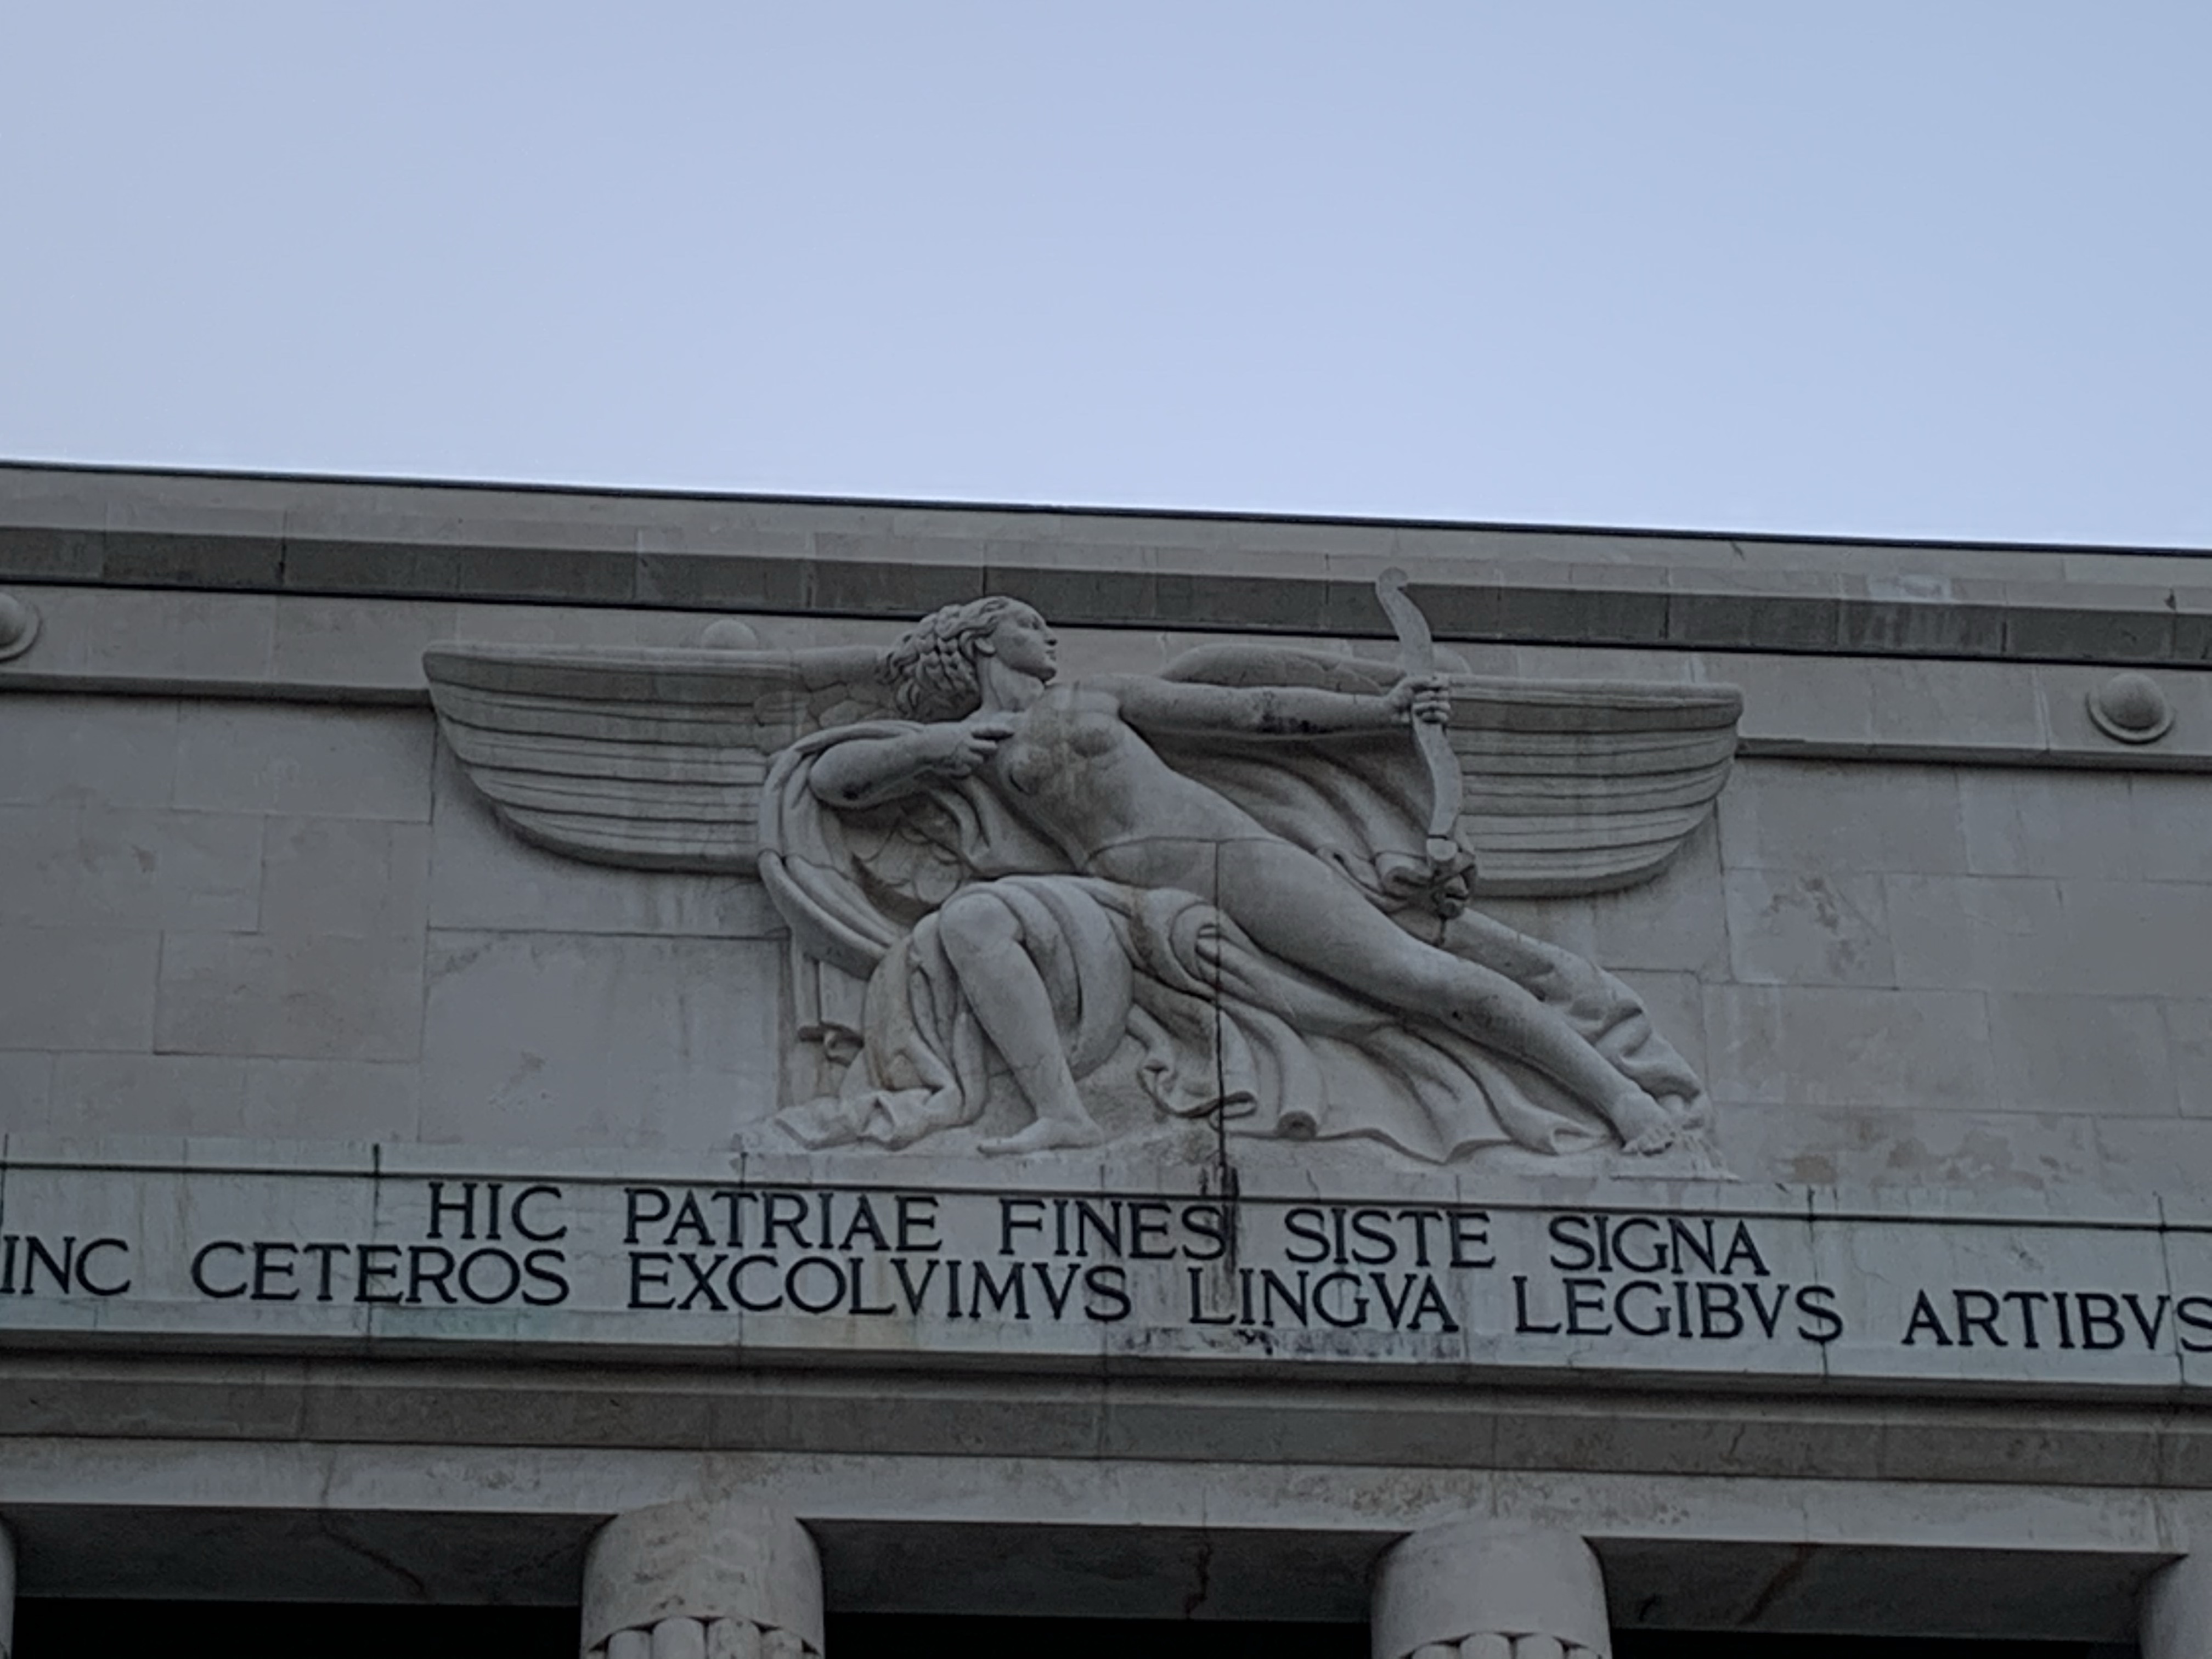 HIC PATRIAE FINES SISTE SIGNA
INC CETEROS EXCOLVIMVS LINGVA LEGIBVS ARTIBVS